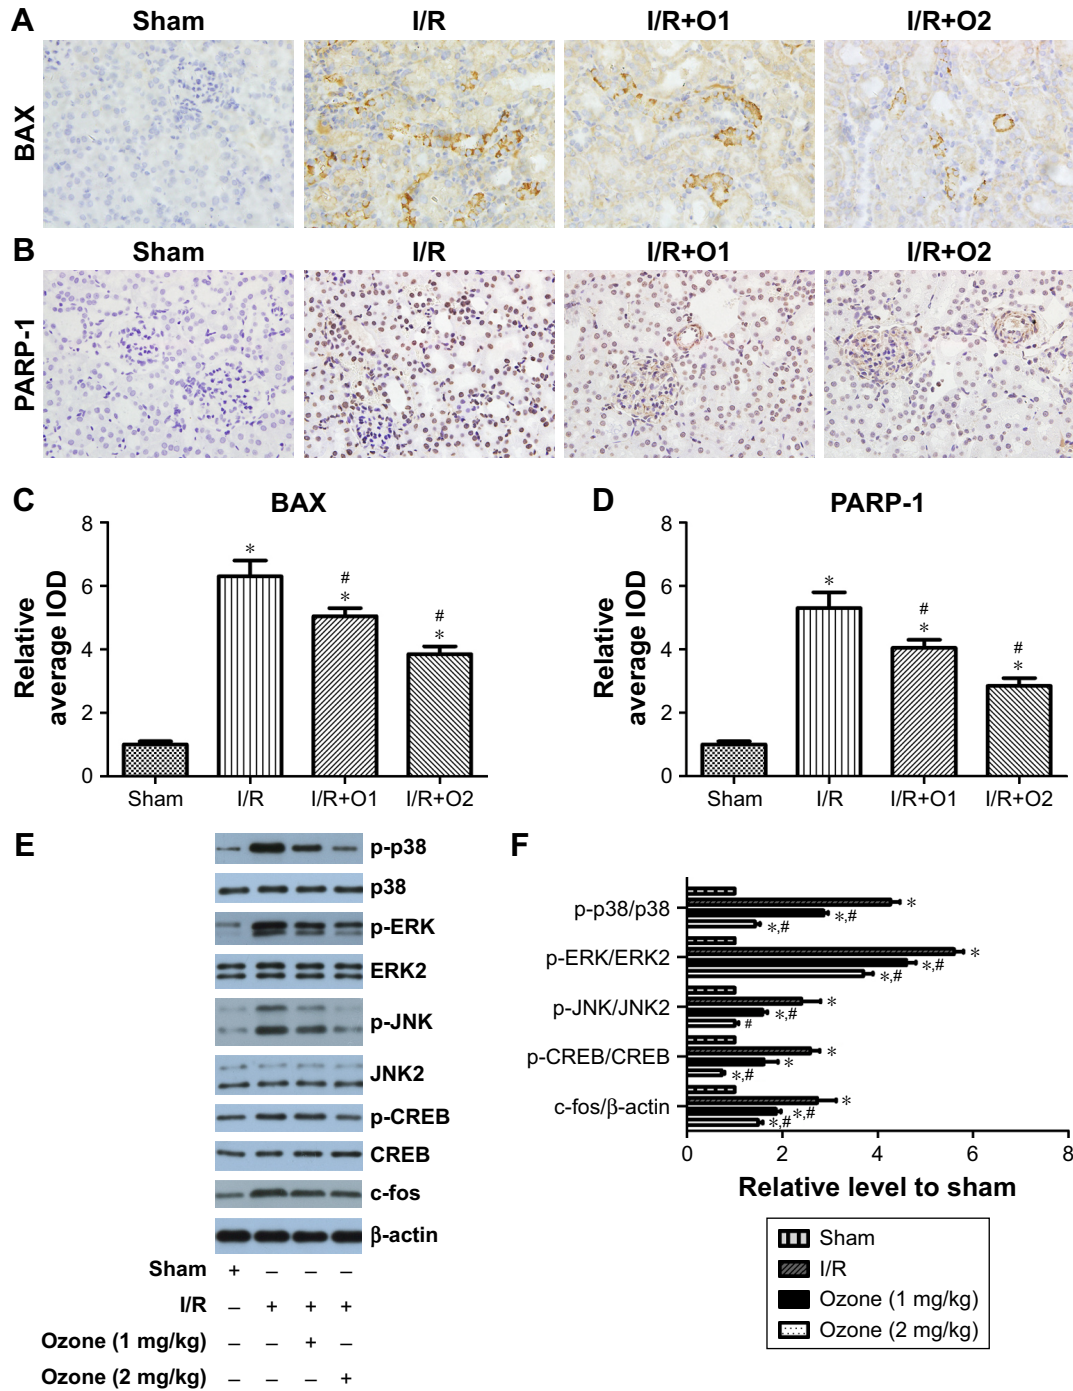 A
Sham
I/R
I/R+O1
I/R+O2
BAX
B
Sham
I/R
I/R+O1
I/R+O2
PARP-1
C
BAX
Relative
average IOD
8
6
4
2
0
*
#
*
#
*
Sham
I/R
I/R+O1
I/R+O2
D
PARP-1
Relative
average IOD
8
6
4
2
0
*
#
*
#
*
Sham
I/R
I/R+O1
I/R+O2
E
p-p38
p38
p-ERK
ERK2
p-JNK
JNK2
p-CREB
CREB
c-fos
β-actin
Sham + – – –
I/R – + + +
Ozone (1 mg/kg) – – + –
Ozone (2 mg/kg) – – – +
F
p-p38/p38
*
*,#
*,#
p-ERK/ERK2
*
*,#
*,#
p-JNK/JNK2
*
*,#
#
p-CREB/CREB
*
*
*,#
c-fos/β-actin
*
*,#
*,#
0 2 4 6 8
Relative level to sham
Sham
I/R
Ozone (1 mg/kg)
Ozone (2 mg/kg)